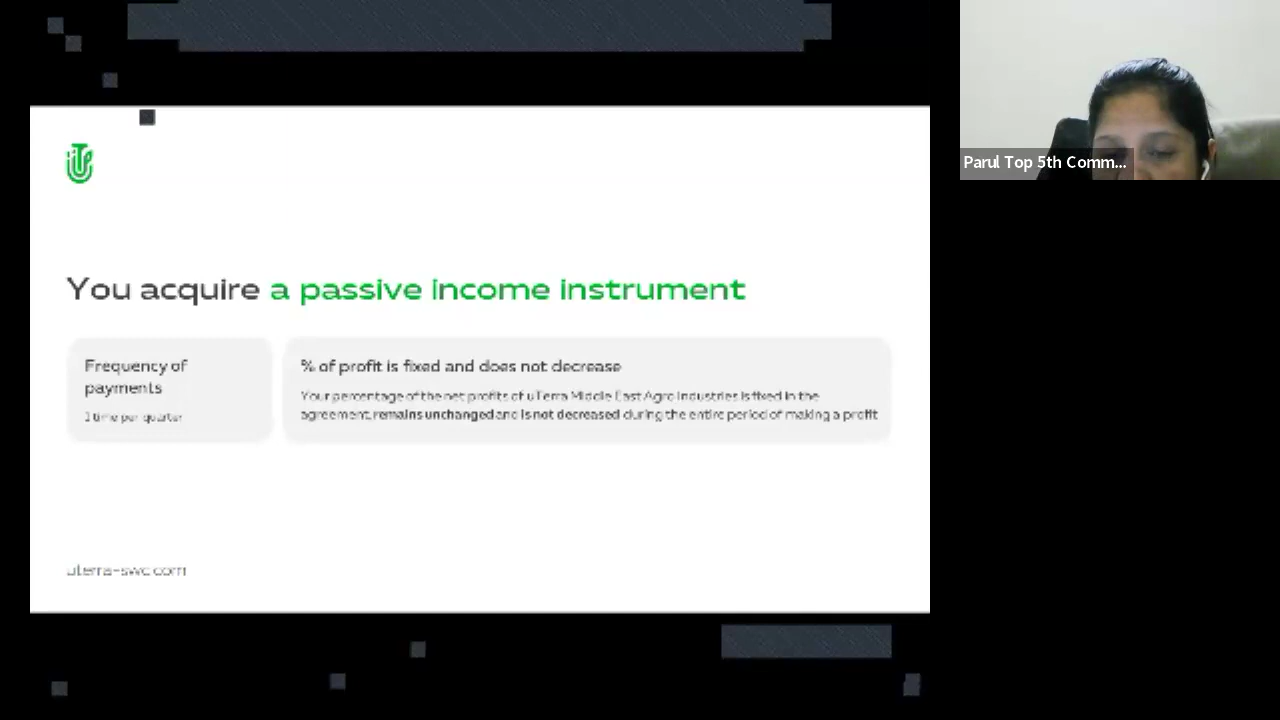 You acquire a passive income instrument
Frequency of
payments
1 time per quarter
% of profit is fixed and does not decrease
Your percentage of the net profits of uTerra Middle East Agro Industries is fixed in the
agreement, remains unchanged and is not decreased during the entire period of making a profit
uterra-swc.com
Parul Top 5th Comm...